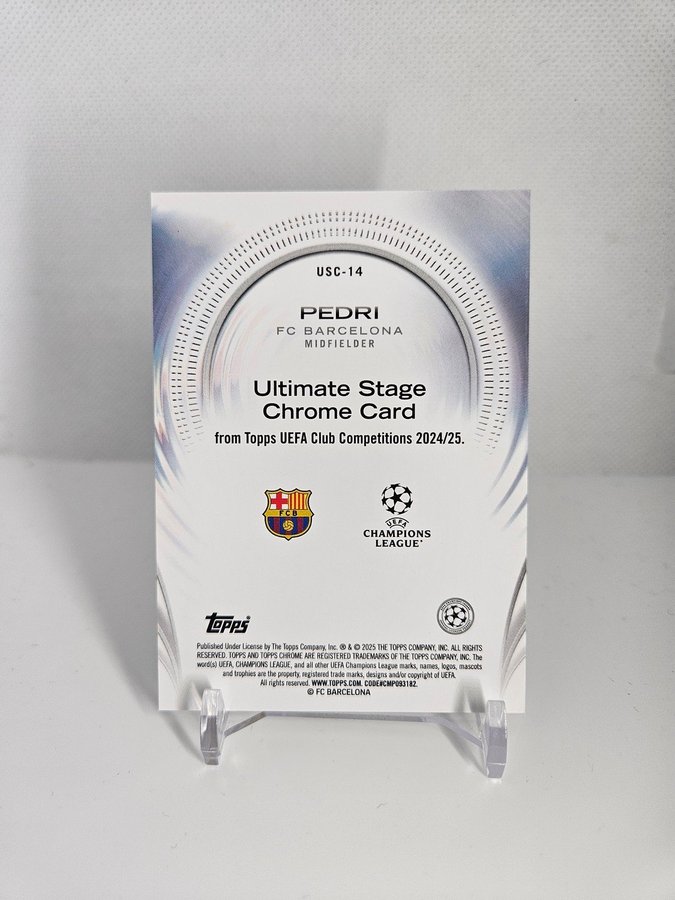 USC-14
PEDRI
FC BARCELONA
MIDFIELDER
Ultimate Stage
Chrome Card
from Topps UEFA Club Competitions 2024/25.
FCB
UEFA
CHAMPIONS
LEAGUE
topps
Published Under License by The Topps Company, Inc. ® & © 2025 THE TOPPS COMPANY, INC. ALL RIGHTS
RESERVED. TOPPS AND TOPPS CHROME ARE REGISTERED TRADEMARKS OF THE TOPPS COMPANY, INC. The
word(s) UEFA, CHAMPIONS LEAGUE, and all other UEFA Champions League marks, names, logos, mascots
and trophies are the property, registered trade marks, designs and/or copyright of UEFA.
All rights reserved. WWW.TOPPS.COM. CODE#CMP093182.
© FC BARCELONA